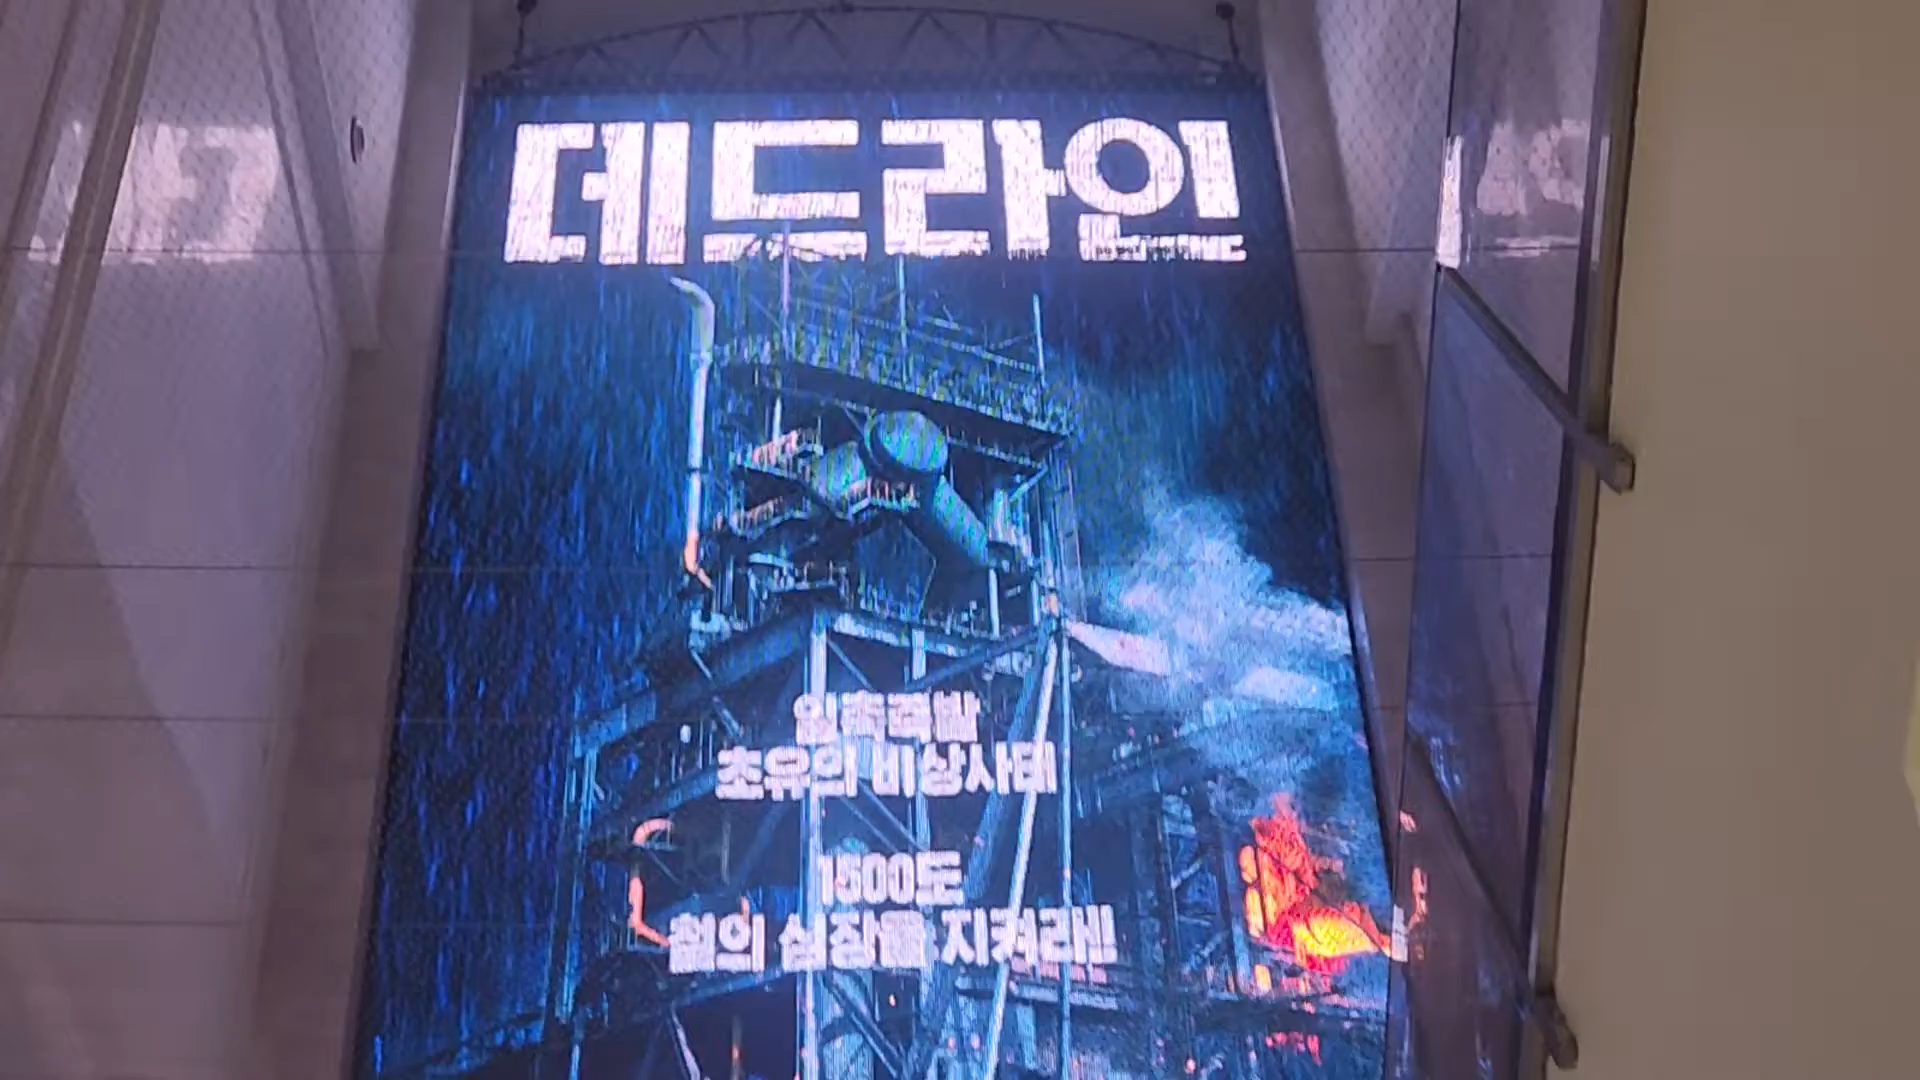 데드라인
일촉즉발
초유의 비상사태
1500도
철의 심장을 지켜라!!